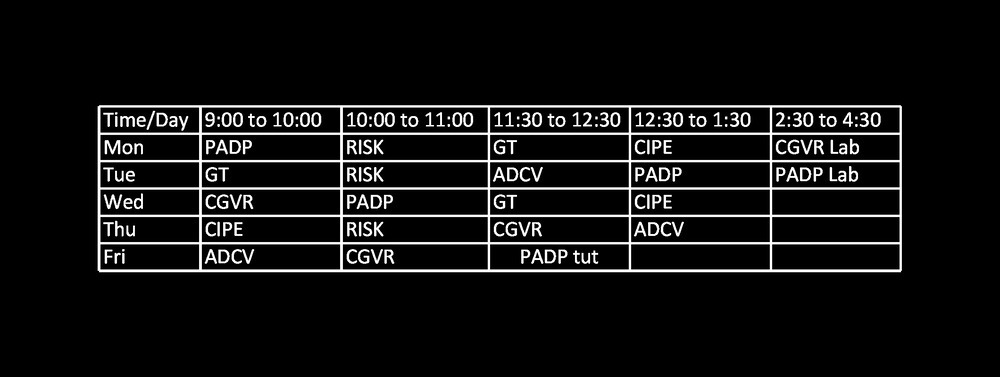 Time/Day 9:00 to 10:00 10:00 to 11:00 11:30 to 12:30 12:30 to 1:30 2:30 to 4:30
Mon PADP RISK GT CIPE CGVR Lab
Tue GT RISK ADCV PADP PADP Lab
Wed CGVR PADP GT CIPE
Thu CIPE RISK CGVR ADCV
Fri ADCV CGVR PADP tut